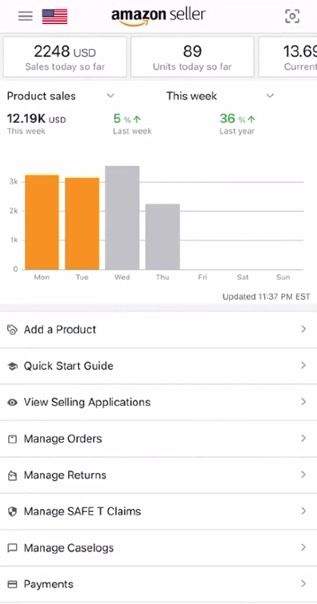 amazon seller
2248 USD
Sales today so far
89
Units today so far
13.69
Current
Product sales
This week
12.19K USD
This week
5 %↑
Last week
36 %↑
Last year
3k
2k
1k
0
Mon Tue Wed Thu Fri Sat Sun
Updated 11:37 PM EST
Add a Product
Quick Start Guide
View Selling Applications
Manage Orders
Manage Returns
Manage SAFE T Claims
Manage Caselogs
Payments